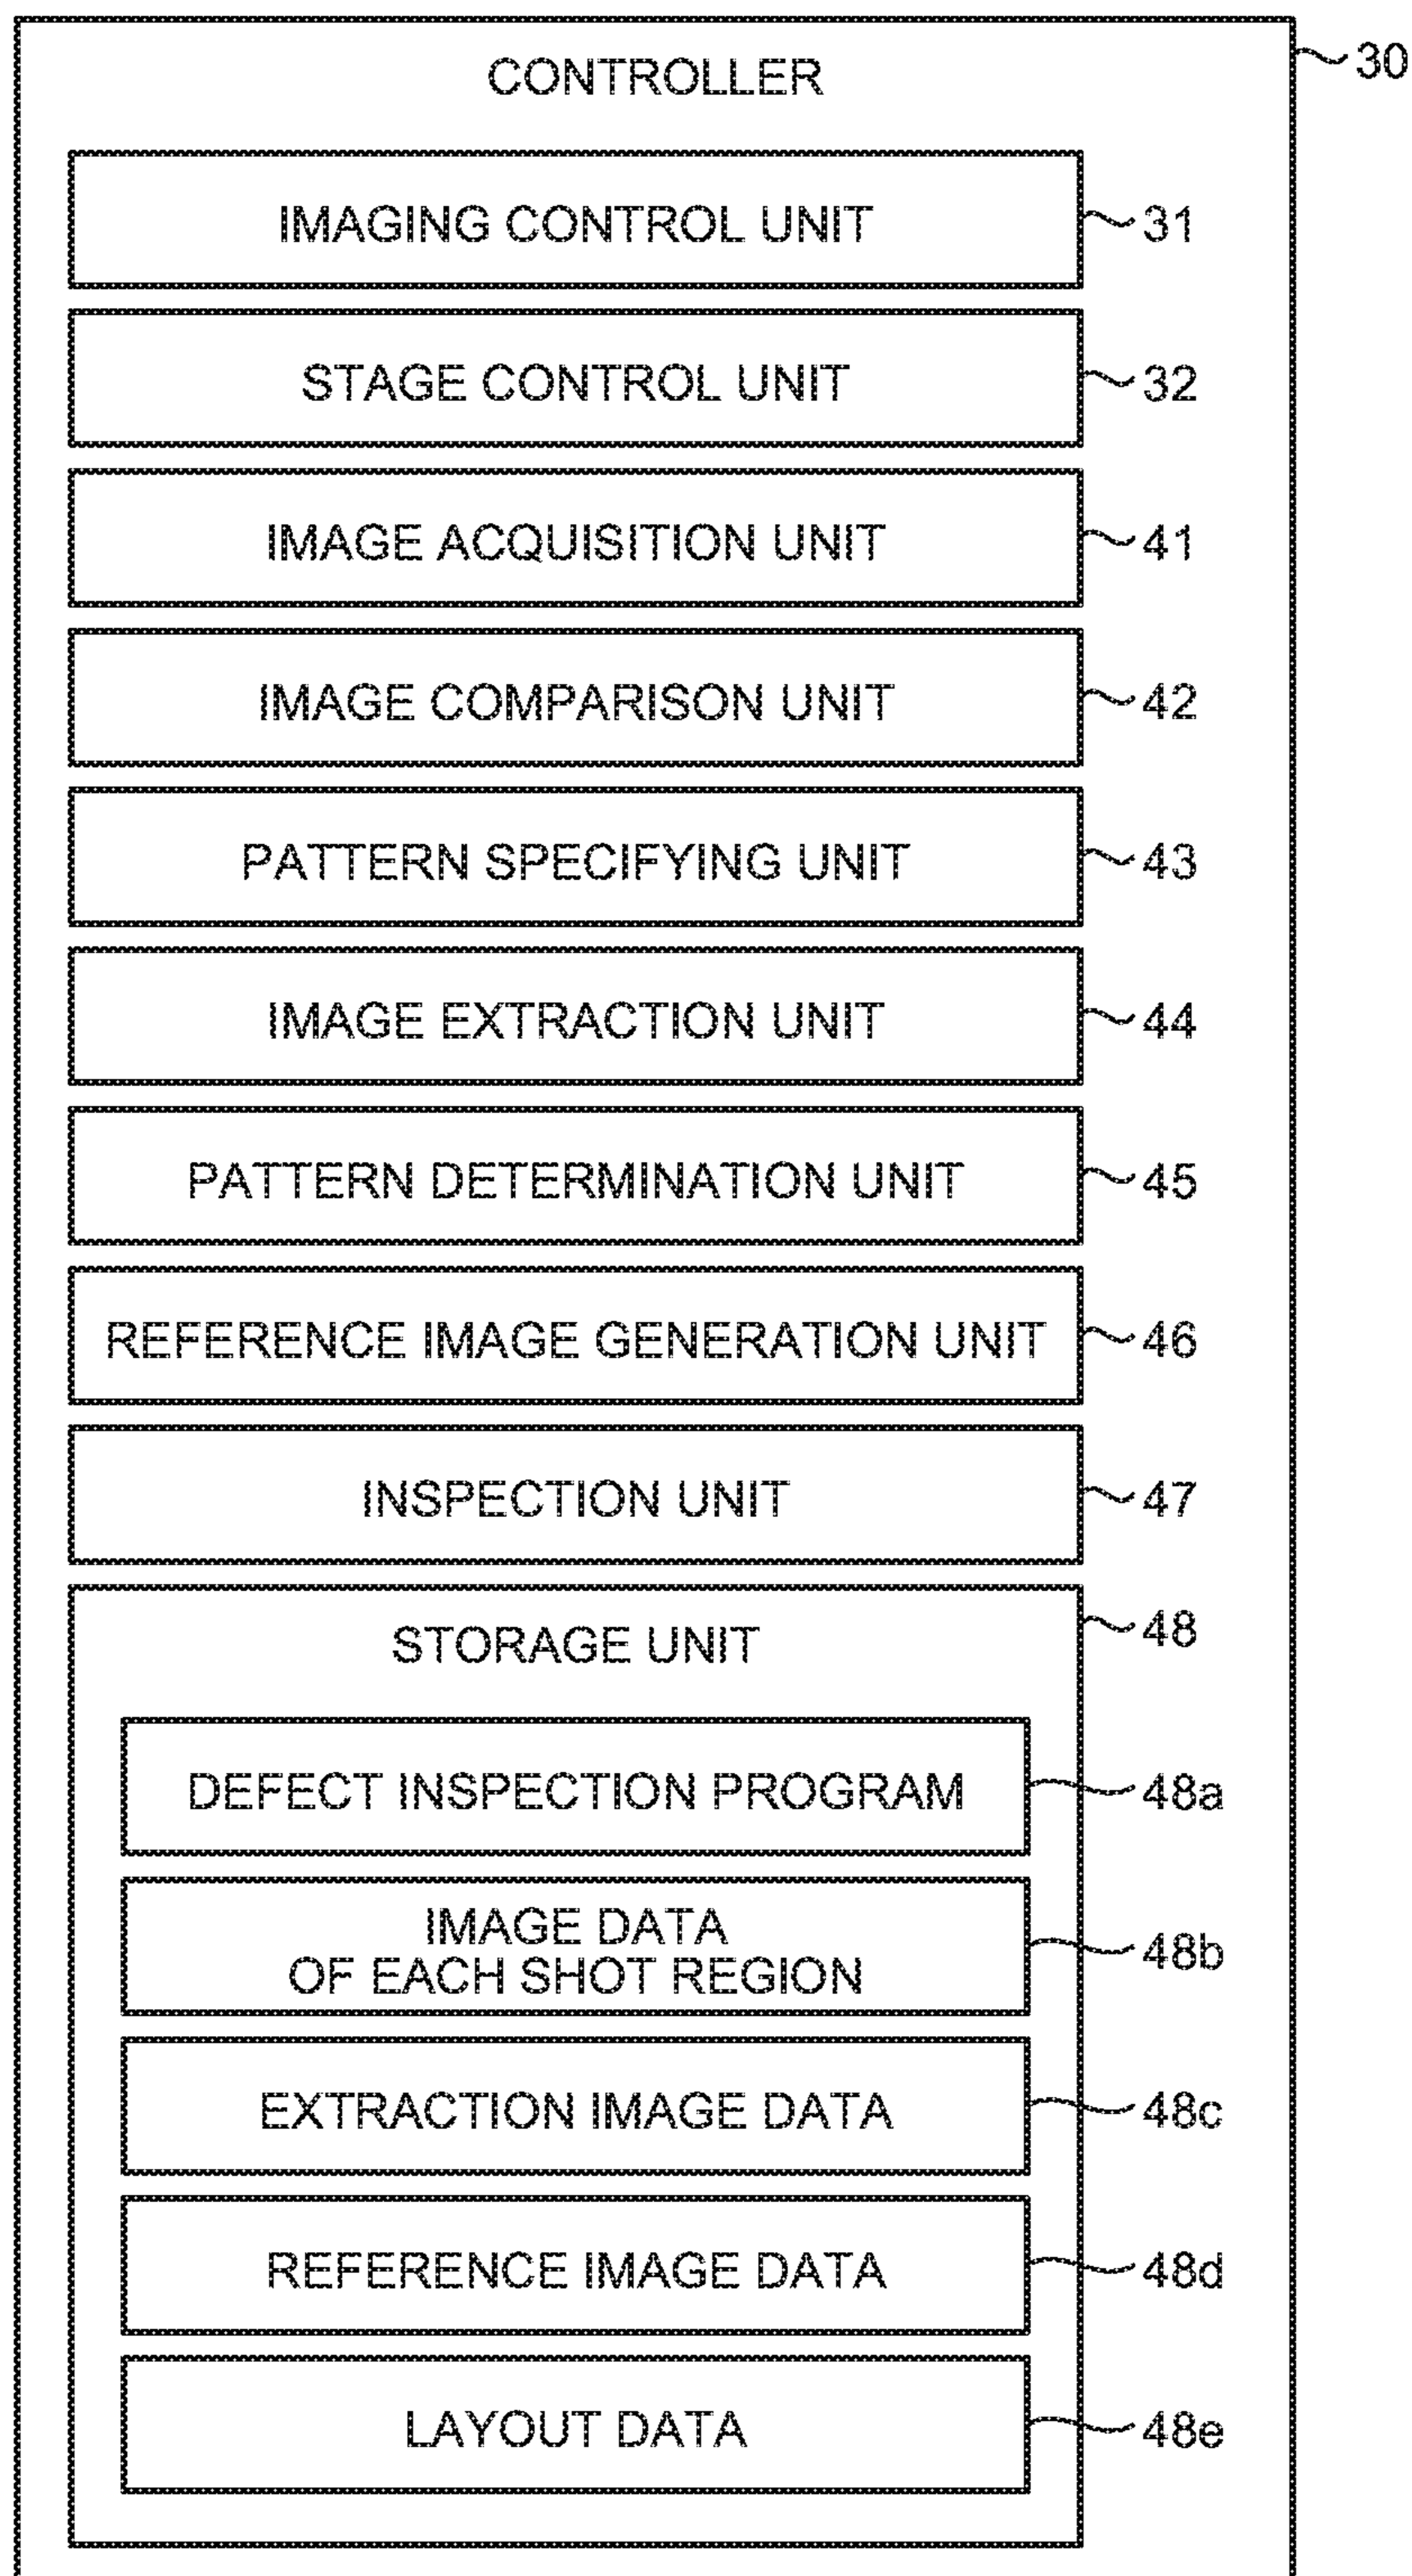 CONTROLLER
30
IMAGING CONTROL UNIT
31
STAGE CONTROL UNIT
32
IMAGE ACQUISITION UNIT
41
IMAGE COMPARISON UNIT
42
PATTERN SPECIFYING UNIT
43
IMAGE EXTRACTION UNIT
44
PATTERN DETERMINATION UNIT
45
REFERENCE IMAGE GENERATION UNIT
46
INSPECTION UNIT
47
STORAGE UNIT
48
DEFECT INSPECTION PROGRAM
48a
IMAGE DATA
OF EACH SHOT REGION
48b
EXTRACTION IMAGE DATA
48c
REFERENCE IMAGE DATA
48d
LAYOUT DATA
48e